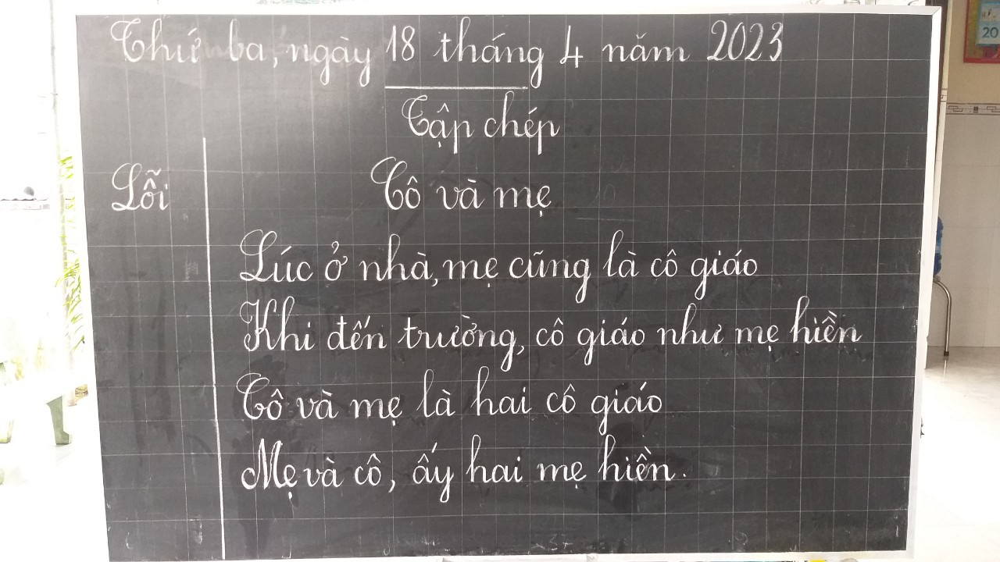 Thứ ba, ngày 18 tháng 4 năm 2023
Tập chép
Lỗi
Cô và mẹ
Lúc ở nhà, mẹ cũng là cô giáo
Khi đến trường, cô giáo như mẹ hiền
Cô và mẹ là hai cô giáo
Mẹ và cô, ấy hai mẹ hiền.
20